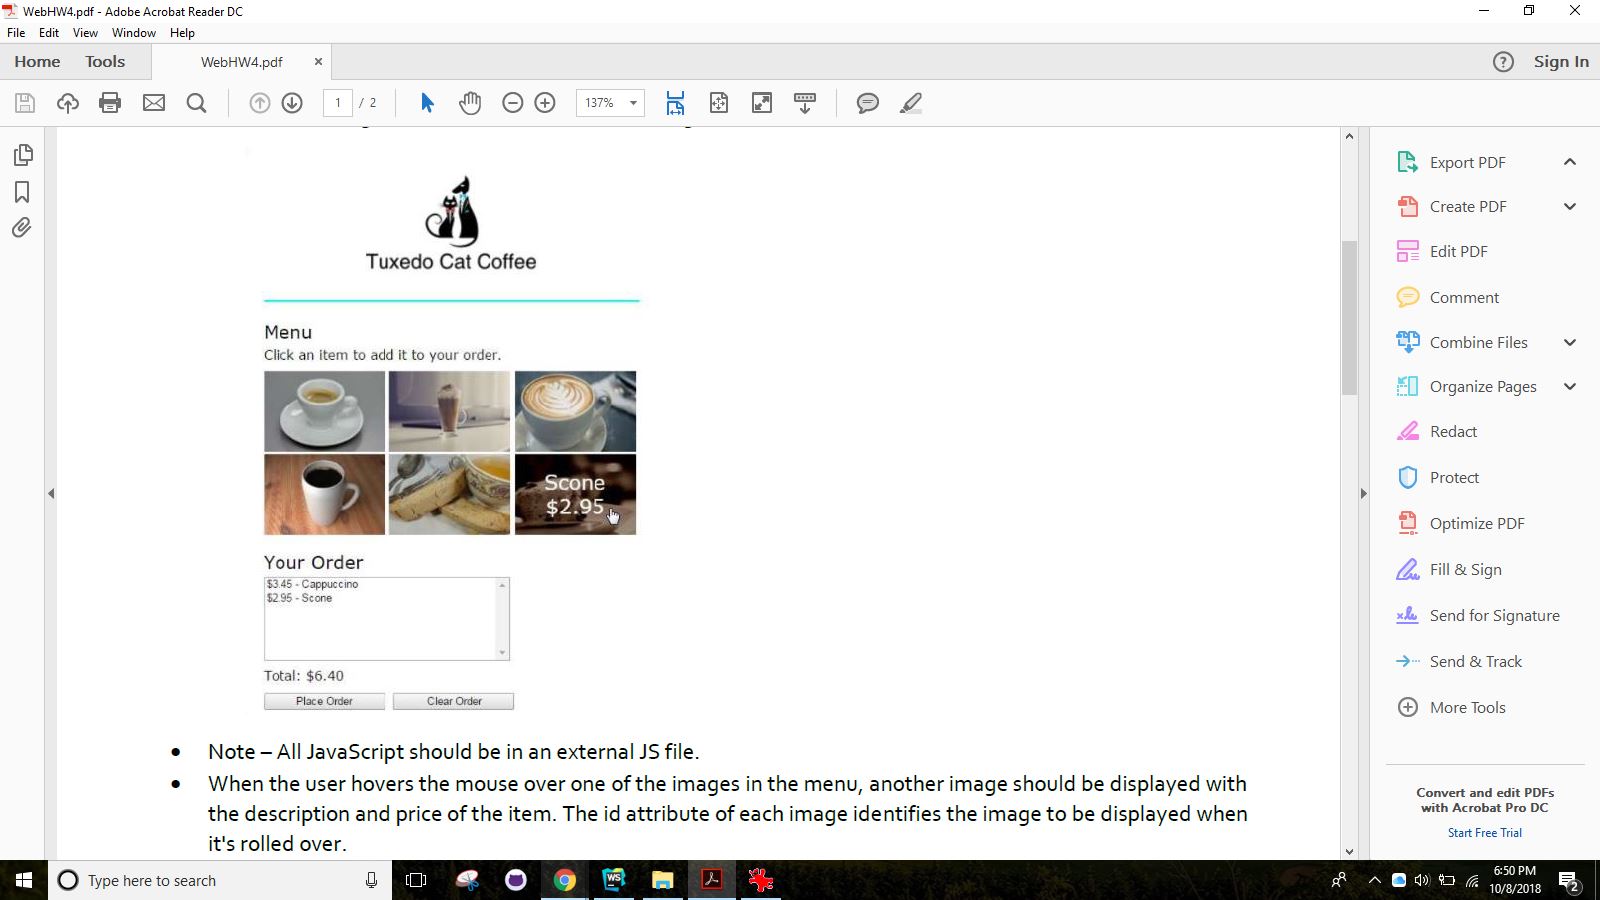 WebHW4.pdf - Adobe Acrobat Reader DC
File Edit View Window Help
Home Tools WebHW4.pdf × ? Sign In
1 / 2 137%
Tuxedo Cat Coffee
Menu
Click an item to add it to your order.
Scone
$2.95
Your Order
$3.45 - Cappuccino
$2.95 - Scone
Total: $6.40
Place Order Clear Order
• Note – All JavaScript should be in an external JS file.
• When the user hovers the mouse over one of the images in the menu, another image should be displayed with
the description and price of the item. The id attribute of each image identifies the image to be displayed when
it's rolled over.
Export PDF
Create PDF
Edit PDF
Comment
Combine Files
Organize Pages
Redact
Protect
Optimize PDF
Fill & Sign
Send for Signature
Send & Track
More Tools
Convert and edit PDFs
with Acrobat Pro DC
Start Free Trial
Type here to search
WS
6:50 PM
10/8/2018
2